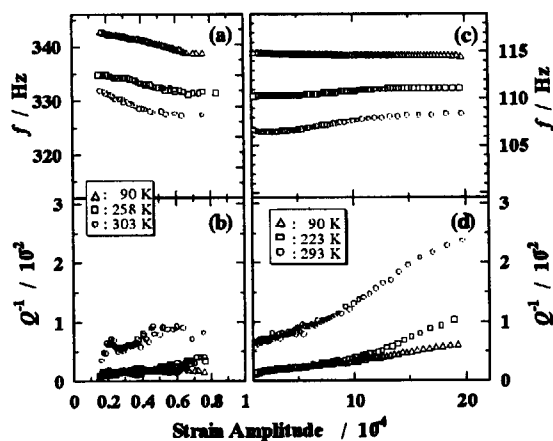 (a) (c)
340
330
320
f / Hz
115
110
105
f / Hz
△ : 90 K
□ : 258 K
○ : 303 K
(b)
3
2
1
0
Q⁻¹ / 10⁻²
△ : 90 K
□ : 223 K
○ : 293 K
(d)
3
2
1
0
Q⁻¹ / 10⁻²
0 0.2 0.4 0.6 0.8 1 10 20
Strain Amplitude / 10⁻⁴